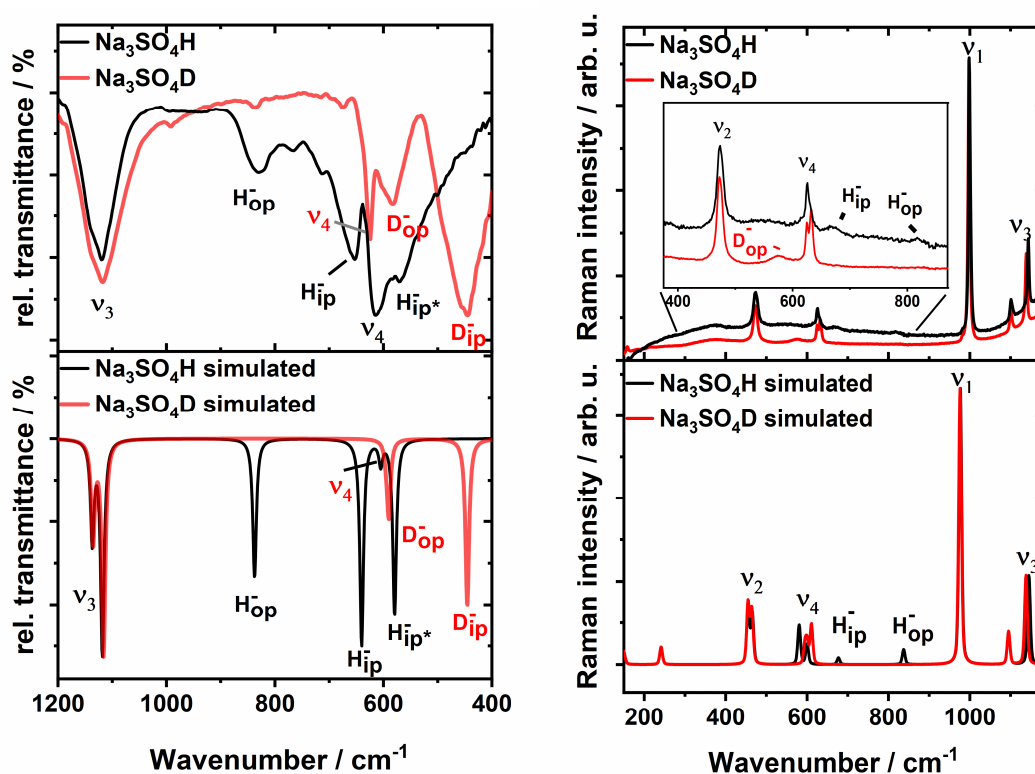 Na₃SO₄H
Na₃SO₄D
rel. transmittance / %
H⁻op
ν₄
D⁻op
H⁻ip
ν₃
ν₄
H⁻ip*
D⁻ip
Na₃SO₄H simulated
Na₃SO₄D simulated
rel. transmittance / %
ν₄
D⁻op
ν₃
H⁻op
H⁻ip*
D⁻ip
H⁻ip
1200 1000 800 600 400
Wavenumber / cm⁻¹
Na₃SO₄H
Na₃SO₄D
Raman intensity / arb. u.
ν₁
ν₂
ν₄
H⁻ip
H⁻op
D⁻op
ν₃
400 600 800
Na₃SO₄H simulated
Na₃SO₄D simulated
Raman intensity / arb. u.
ν₁
ν₂
ν₄
H⁻ip
H⁻op
ν₃
200 400 600 800 1000
Wavenumber / cm⁻¹